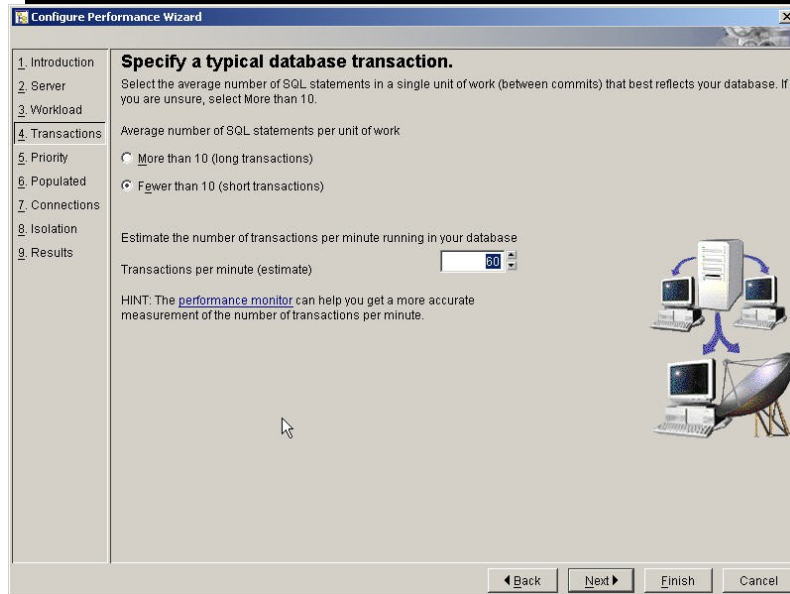 Configure Performance Wizard
1. Introduction
2. Server
3. Workload
4. Transactions
5. Priority
6. Populated
7. Connections
8. Isolation
9. Results
Specify a typical database transaction.
Select the average number of SQL statements in a single unit of work (between commits) that best reflects your database. If
you are unsure, select More than 10.
Average number of SQL statements per unit of work
More than 10 (long transactions)
Fewer than 10 (short transactions)
Estimate the number of transactions per minute running in your database
Transactions per minute (estimate) 60
HINT: The performance monitor can help you get a more accurate
measurement of the number of transactions per minute.
Back Next Finish Cancel